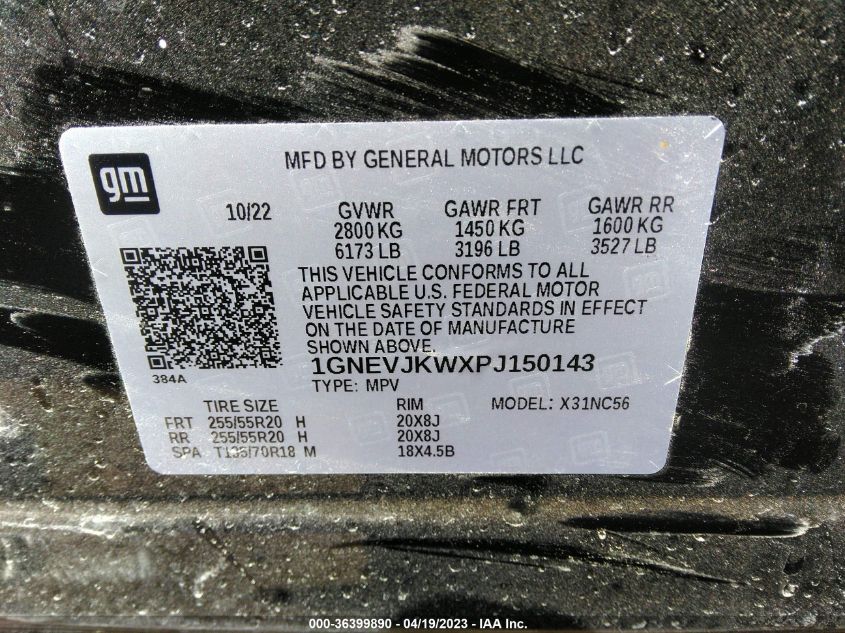 gm
MFD BY GENERAL MOTORS LLC
10/22 GVWR GAWR FRT GAWR RR
2800 KG 1450 KG 1600 KG
6173 LB 3196 LB 3527 LB
THIS VEHICLE CONFORMS TO ALL
APPLICABLE U.S. FEDERAL MOTOR
VEHICLE SAFETY STANDARDS IN EFFECT
ON THE DATE OF MANUFACTURE
SHOWN ABOVE.
384A
1GNEVJKWXPJ150143
TYPE: MPV
TIRE SIZE RIM MODEL: X31NC56
FRT 255/55R20 H 20X8J
RR 255/55R20 H 20X8J
SPA T135/70R18 M 18X4.5B
000-36399890 - 04/19/2023 - IAA Inc.